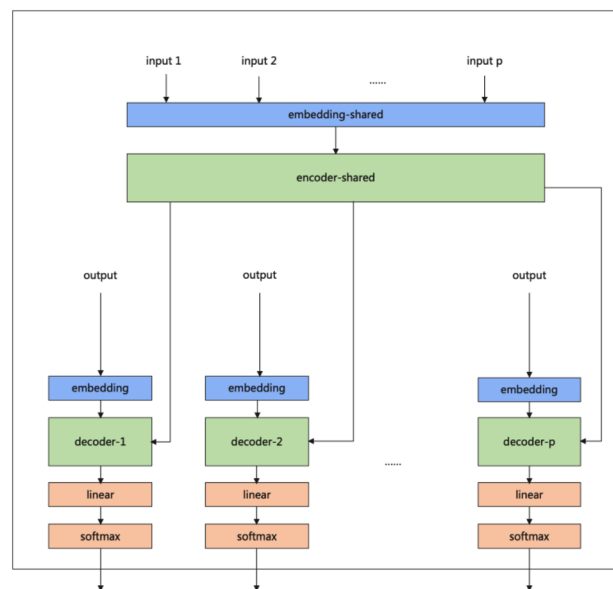 input 1 input 2 ...... input p
embedding-shared
encoder-shared
output output output
embedding embedding embedding
decoder-1 decoder-2 decoder-p
......
linear linear linear
softmax softmax softmax